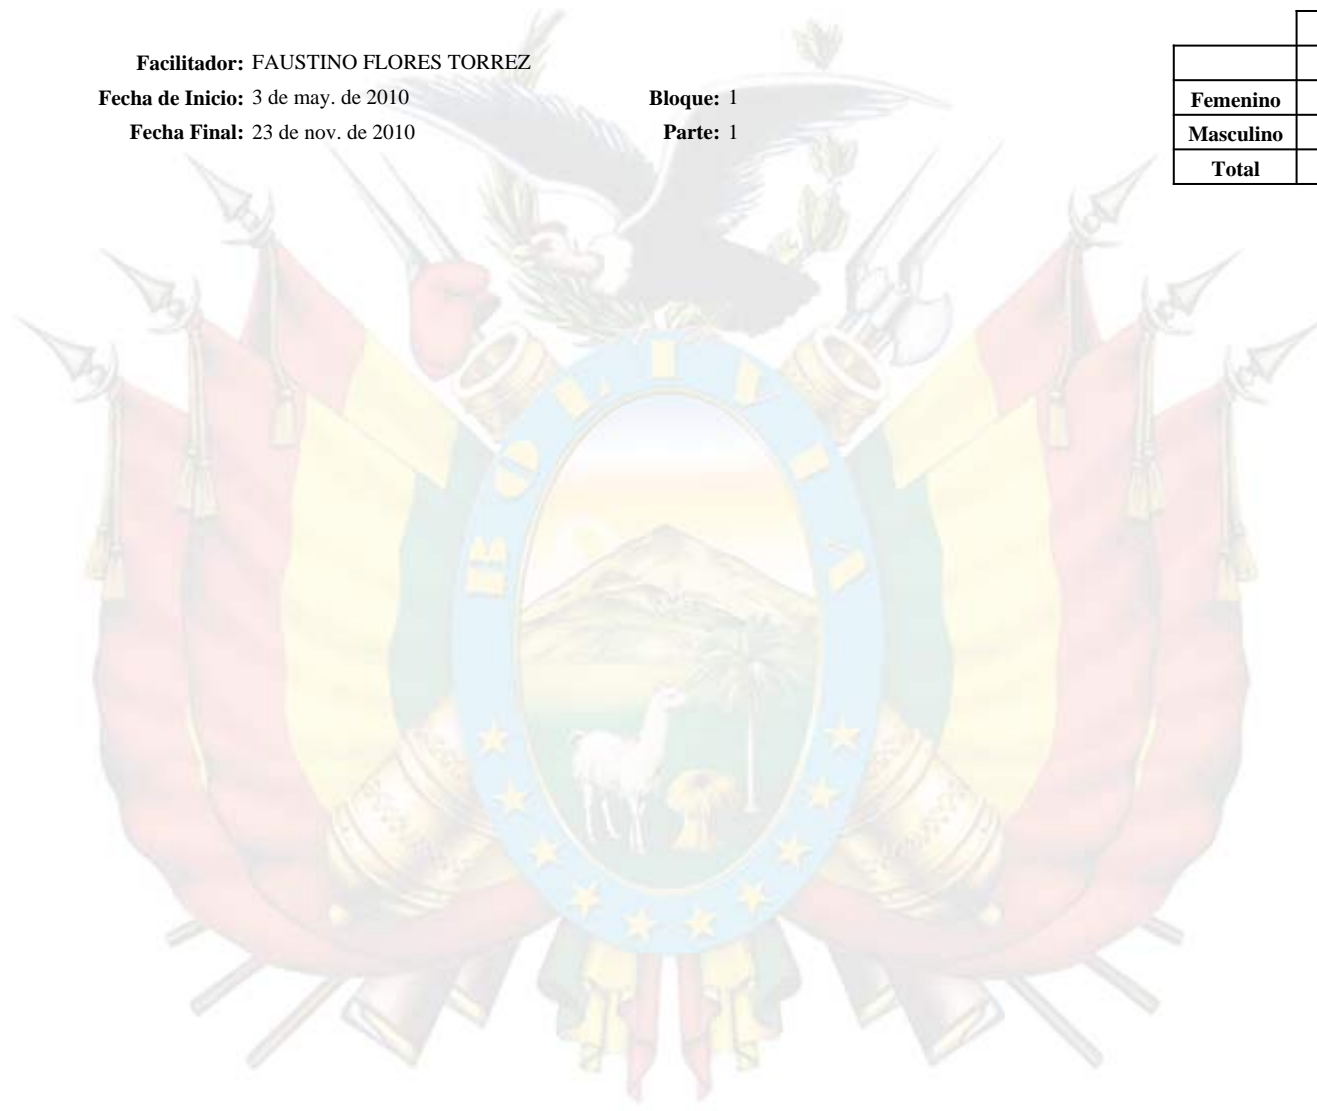 Facilitador: FAUSTINO FLORES TORREZ
Fecha de Inicio: 3 de may. de 2010 Bloque: 1
Fecha Final: 23 de nov. de 2010 Parte: 1
Femenino
Masculino
Total
BOLIVIA